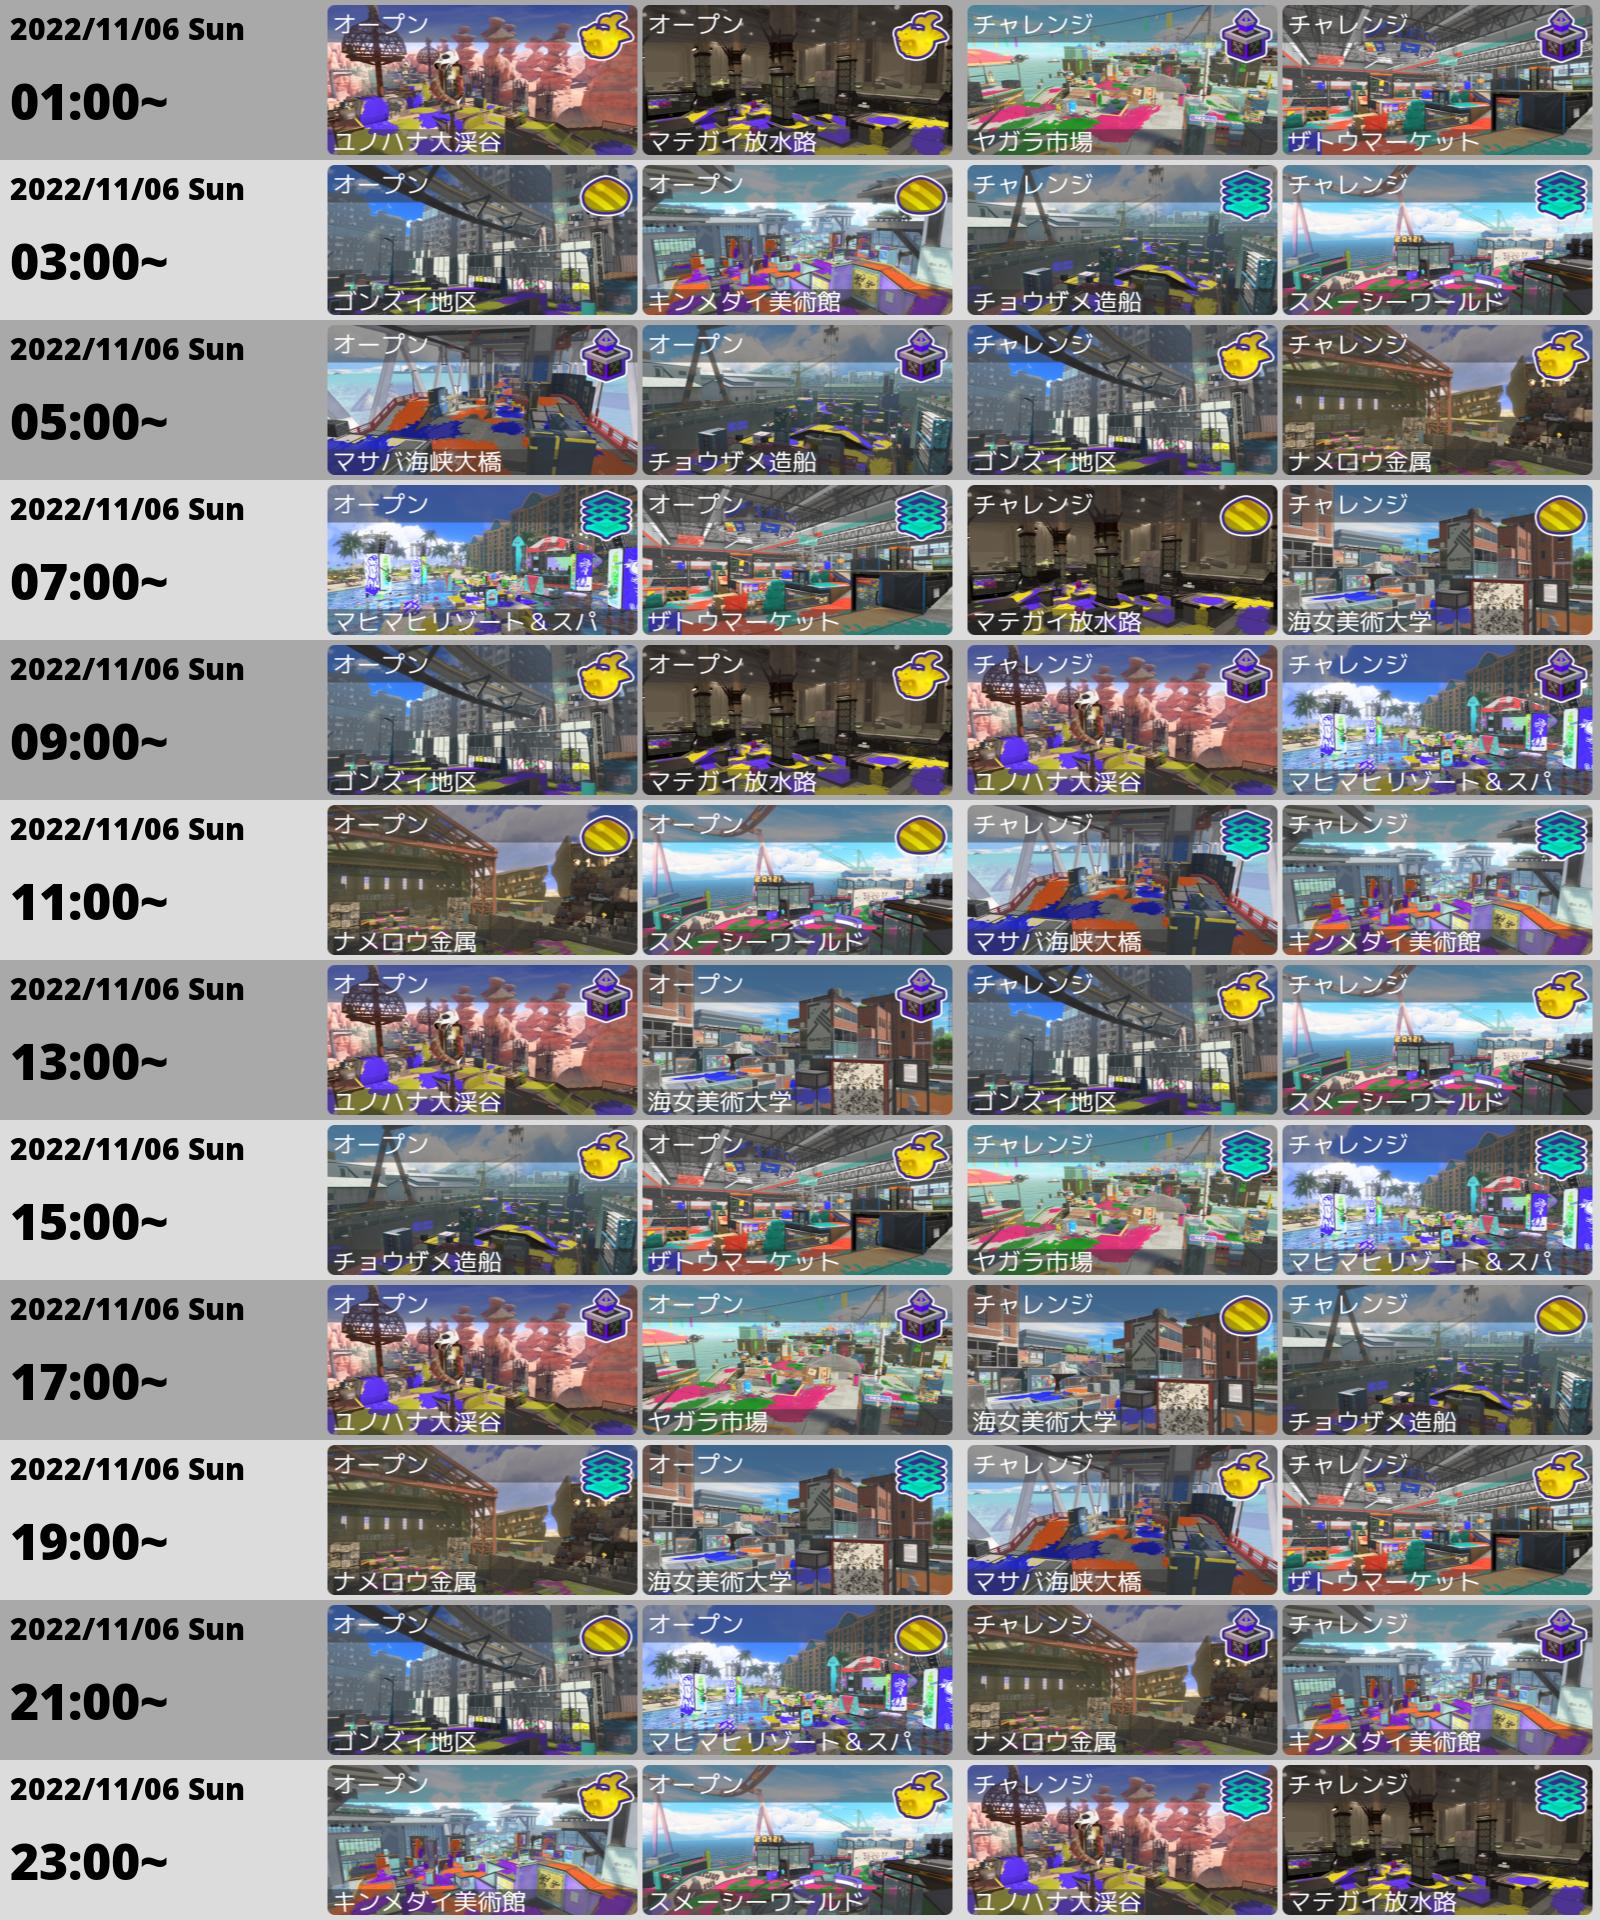 2022/11/06 Sun
01:00~
オープン
ユノハナ大渓谷
オープン
マテガイ放水路
チャレンジ
ヤガラ市場
チャレンジ
ザトウマーケット
2022/11/06 Sun
03:00~
オープン
ゴンズイ地区
オープン
キンメダイ美術館
チャレンジ
チョウザメ造船
チャレンジ
スメーシーワールド
2022/11/06 Sun
05:00~
オープン
マサバ海峡大橋
オープン
チョウザメ造船
チャレンジ
ゴンズイ地区
チャレンジ
ナメロウ金属
2022/11/06 Sun
07:00~
オープン
マヒマヒリゾート&スパ
オープン
ザトウマーケット
チャレンジ
マテガイ放水路
チャレンジ
海女美術大学
2022/11/06 Sun
09:00~
オープン
ゴンズイ地区
オープン
マテガイ放水路
チャレンジ
ユノハナ大渓谷
チャレンジ
マヒマヒリゾート&スパ
2022/11/06 Sun
11:00~
オープン
ナメロウ金属
オープン
スメーシーワールド
チャレンジ
マサバ海峡大橋
チャレンジ
キンメダイ美術館
2022/11/06 Sun
13:00~
オープン
ユノハナ大渓谷
オープン
海女美術大学
チャレンジ
ゴンズイ地区
チャレンジ
スメーシーワールド
2022/11/06 Sun
15:00~
オープン
チョウザメ造船
オープン
ザトウマーケット
チャレンジ
ヤガラ市場
チャレンジ
マヒマヒリゾート&スパ
2022/11/06 Sun
17:00~
オープン
ユノハナ大渓谷
オープン
ヤガラ市場
チャレンジ
海女美術大学
チャレンジ
チョウザメ造船
2022/11/06 Sun
19:00~
オープン
ナメロウ金属
オープン
海女美術大学
チャレンジ
マサバ海峡大橋
チャレンジ
ザトウマーケット
2022/11/06 Sun
21:00~
オープン
ゴンズイ地区
オープン
マヒマヒリゾート&スパ
チャレンジ
ナメロウ金属
チャレンジ
キンメダイ美術館
2022/11/06 Sun
23:00~
オープン
キンメダイ美術館
オープン
スメーシーワールド
チャレンジ
ユノハナ大渓谷
チャレンジ
マテガイ放水路